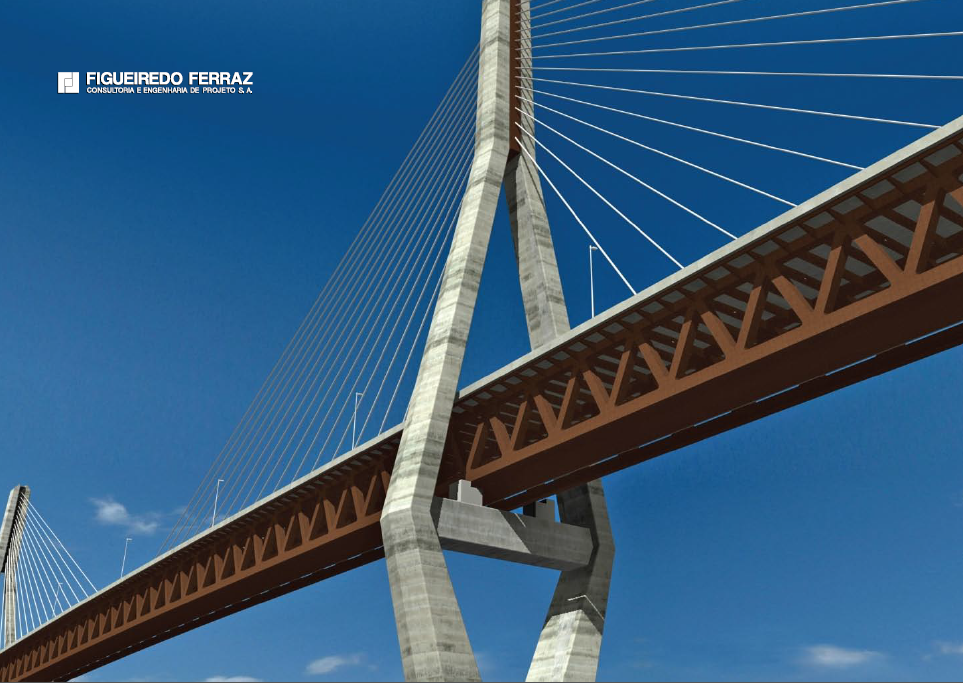 FIGUEIREDO FERRAZ
CONSULTORIA E ENGENHARIA DE PROJETO S. A.